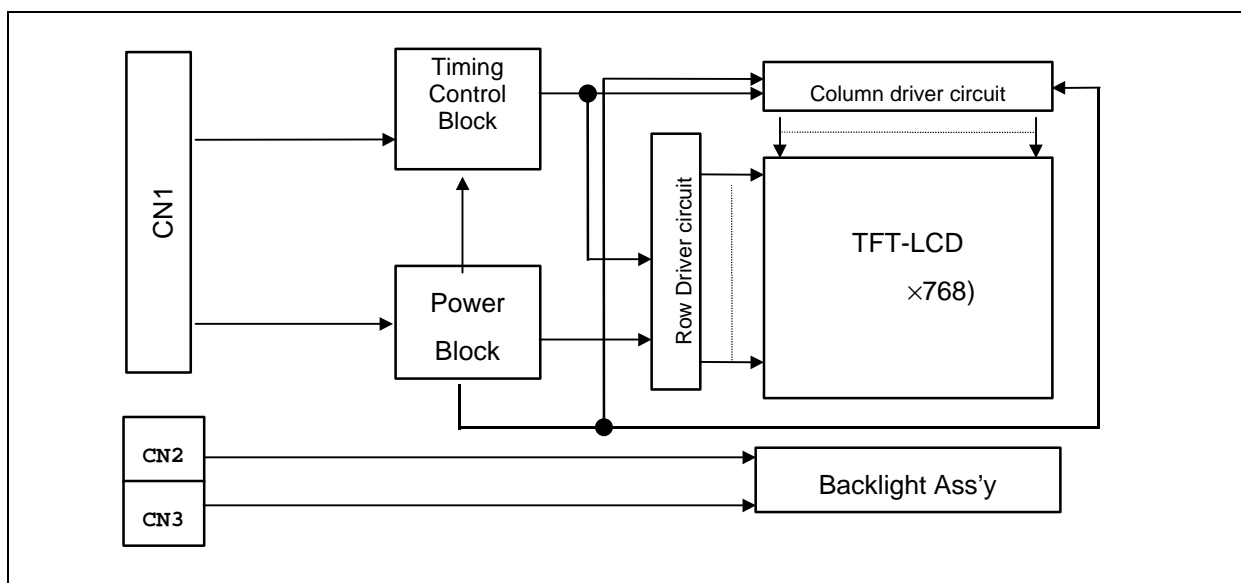 CN1
Timing
Control
Block
Column driver circuit
Row Driver circuit
TFT-LCD
×768)
Power
Block
CN2
CN3
Backlight Ass'y